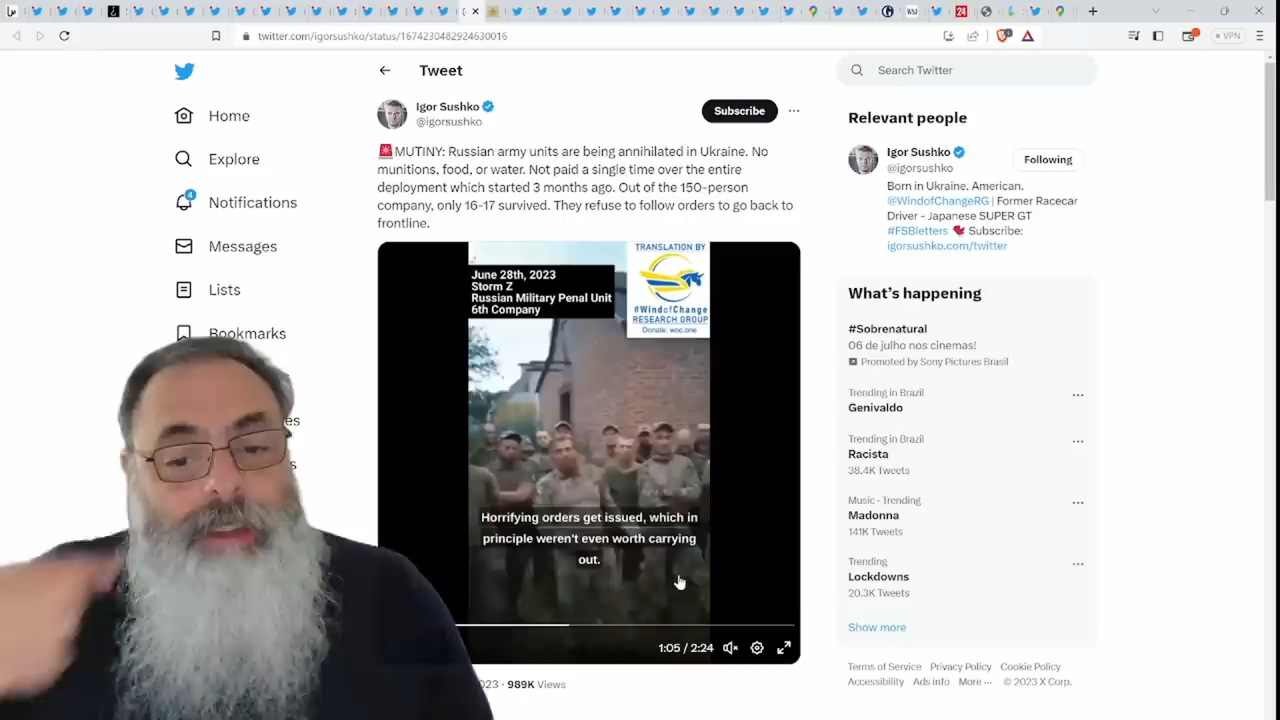 twitter.com/igorsushko/status/1674230482924630016
VPN
Home
Explore
4
Notifications
Messages
Lists
Bookmarks
Tweet
Igor Sushko
@igorsushko
Subscribe
MUTINY: Russian army units are being annihilated in Ukraine. No
munitions, food, or water. Not paid a single time over the entire
deployment which started 3 months ago. Out of the 150-person
company, only 16-17 survived. They refuse to follow orders to go back to
frontline.
June 28th, 2023
Storm Z
Russian Military Penal Unit
6th Company
TRANSLATION BY
#WindofChange
RESEARCH GROUP
Donate: woc.one
Horrifying orders get issued, which in
principle weren't even worth carrying
out.
1:05 / 2:24
023 · 989K Views
Search Twitter
Relevant people
Igor Sushko
@igorsushko
Following
Born in Ukraine. American.
@WindofChangeRG | Former Racecar
Driver - Japanese SUPER GT
#FSBletters Subscribe:
igorsushko.com/twitter
What's happening
#Sobrenatural
06 de julho nos cinemas!
Promoted by Sony Pictures Brasil
Trending in Brazil
Genivaldo
Trending in Brazil
Racista
38.4K Tweets
Music · Trending
Madonna
141K Tweets
Trending
Lockdowns
20.3K Tweets
Show more
Terms of Service Privacy Policy Cookie Policy
Accessibility Ads info More ··· © 2023 X Corp.